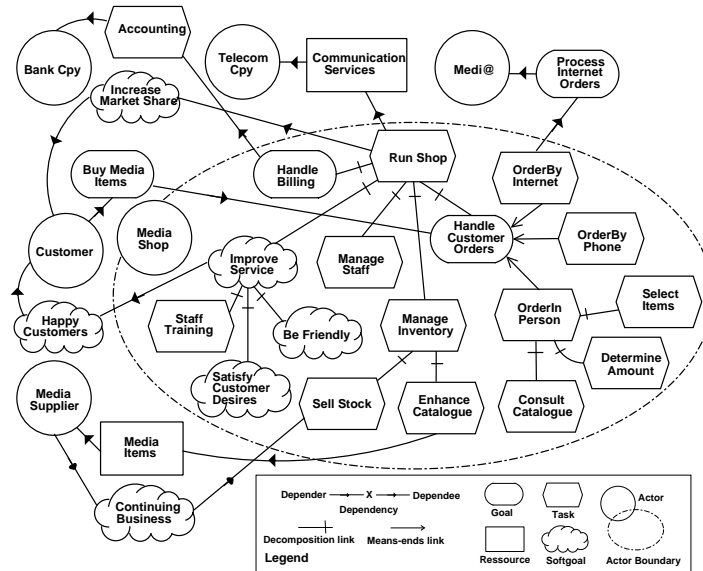 Accounting
Bank Cpy
Telecom
Cpy
Communication
Services
Medi@
Process
Internet
Orders
Increase
Market Share
Run Shop
Handle
Billing
OrderBy
Internet
Buy Media
Items
Media
Shop
Customer
Handle
Customer
Orders
OrderBy
Phone
Improve
Service
Manage
Staff
Happy
Customers
Staff
Training
Be Friendly
Manage
Inventory
OrderIn
Person
Select
Items
Determine
Amount
Satisfy
Customer
Desires
Media
Supplier
Sell Stock
Enhance
Catalogue
Consult
Catalogue
Media
Items
Continuing
Business
Depender X Dependee
Dependency
Decomposition link
Means-ends link
Legend
Goal
Task
Actor
Ressource
Softgoal
Actor Boundary